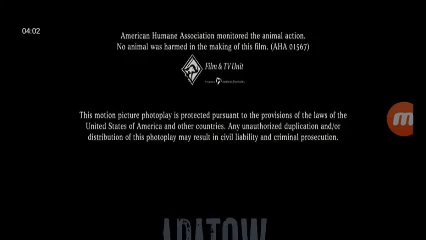 04:02
American Humane Association monitored the animal action.
No animal was harmed in the making of this film. (AHA 01567)
Film & TV Unit
This motion picture photoplay is protected pursuant to the provisions of the laws of the
United States of America and other countries. Any unauthorized duplication and/or
distribution of this photoplay may result in civil liability and criminal prosecution.
APATOW